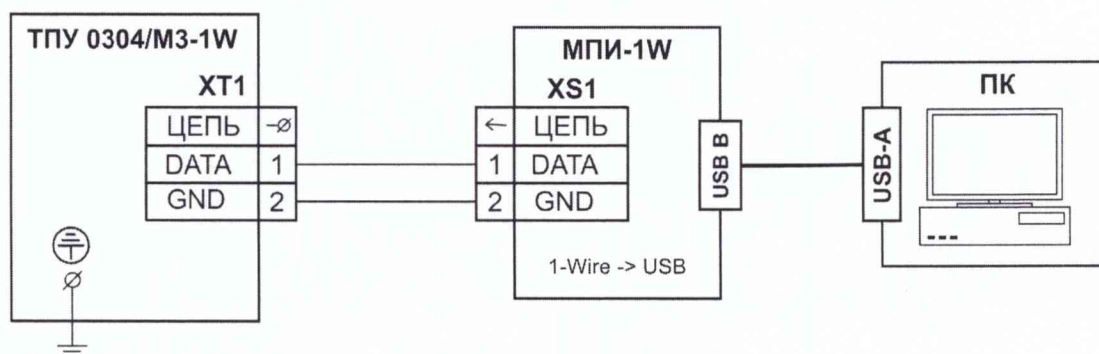 ТПУ 0304/М3-1W
XT1
ЦЕПЬ
DATA 1
GND 2
МПИ-1W
XS1
ЦЕПЬ
1 DATA
2 GND
1-Wire -> USB
USB B
USB-A
ПК